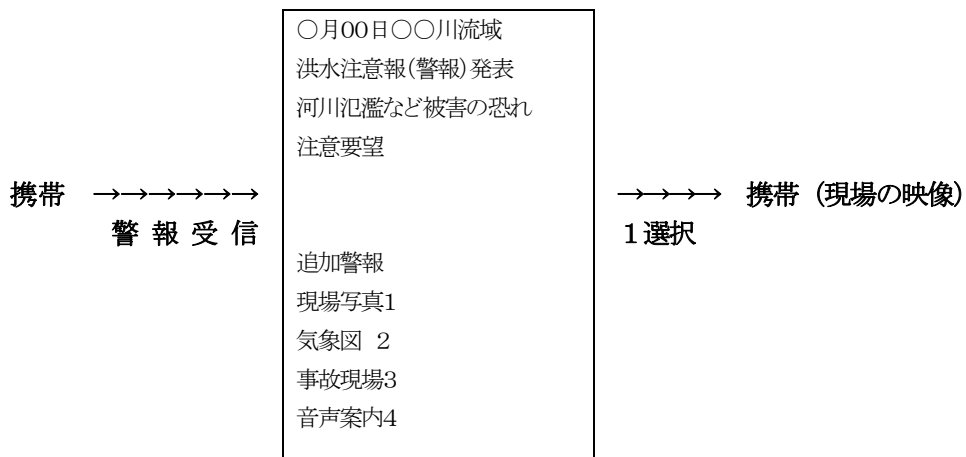 〇月00日〇〇川流域
洪水注意報(警報)発表
河川氾濫など被害の恐れ
注意要望
携帯 →→→→→→
警報受信
追加警報
現場写真1
気象図 2
事故現場3
音声案内4
→→→→ 携帯 (現場の映像)
1選択